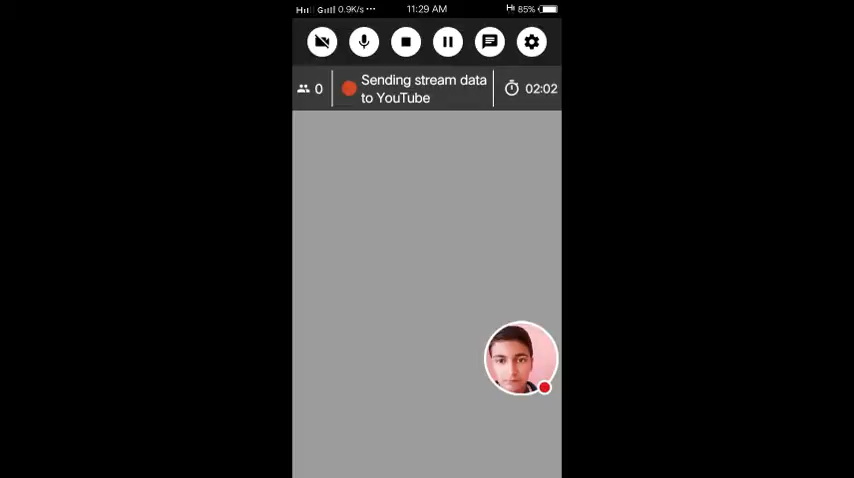 0.9K/s ... 11:29 AM 85%
0
Sending stream data
to YouTube
02:02